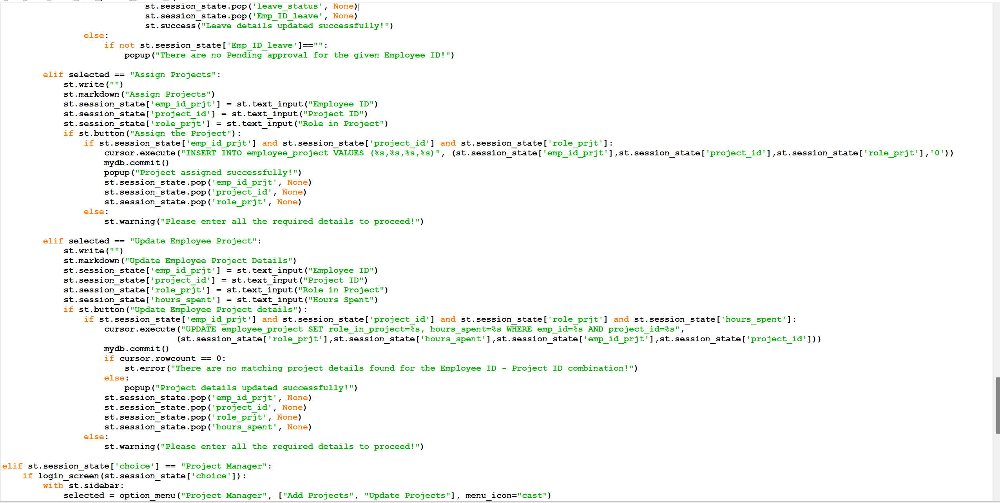 st.session_state.pop('leave_status', None)
st.session_state.pop('Emp_ID_leave', None)
st.success("Leave details updated successfully!")
else:
if not st.session_state['Emp_ID_leave']=="":
popup("There are no Pending approval for the given Employee ID!")
elif selected == "Assign Projects":
st.write("")
st.markdown("Assign Projects")
st.session_state['emp_id_prjt'] = st.text_input("Employee ID")
st.session_state['project_id'] = st.text_input("Project ID")
st.session_state['role_prjt'] = st.text_input("Role in Project")
if st.button("Assign the Project"):
if st.session_state['emp_id_prjt'] and st.session_state['project_id'] and st.session_state['role_prjt']:
cursor.execute("INSERT INTO employee_project VALUES (%s,%s,%s,%s)", (st.session_state['emp_id_prjt'],st.session_state['project_id'],st.session_state['role_prjt'],'0'))
mydb.commit()
popup("Project assigned successfully!")
st.session_state.pop('emp_id_prjt', None)
st.session_state.pop('project_id', None)
st.session_state.pop('role_prjt', None)
else:
st.warning("Please enter all the required details to proceed!")
elif selected == "Update Employee Project":
st.write("")
st.markdown("Update Employee Project Details")
st.session_state['emp_id_prjt'] = st.text_input("Employee ID")
st.session_state['project_id'] = st.text_input("Project ID")
st.session_state['role_prjt'] = st.text_input("Role in Project")
st.session_state['hours_spent'] = st.text_input("Hours Spent")
if st.button("Update Employee Project details"):
if st.session_state['emp_id_prjt'] and st.session_state['project_id'] and st.session_state['role_prjt'] and st.session_state['hours_spent']:
cursor.execute("UPDATE employee_project SET role_in_project=%s, hours_spent=%s WHERE emp_id=%s AND project_id=%s",
(st.session_state['role_prjt'],st.session_state['hours_spent'],st.session_state['emp_id_prjt'],st.session_state['project_id']))
mydb.commit()
if cursor.rowcount == 0:
st.error("There are no matching project details found for the Employee ID - Project ID combination!")
else:
popup("Project details updated successfully!")
st.session_state.pop('emp_id_prjt', None)
st.session_state.pop('project_id', None)
st.session_state.pop('role_prjt', None)
st.session_state.pop('hours_spent', None)
else:
st.warning("Please enter all the required details to proceed!")
elif st.session_state['choice'] == "Project Manager":
if login_screen(st.session_state['choice']):
with st.sidebar:
selected = option_menu("Project Manager", ["Add Projects", "Update Projects"], menu_icon="cast")